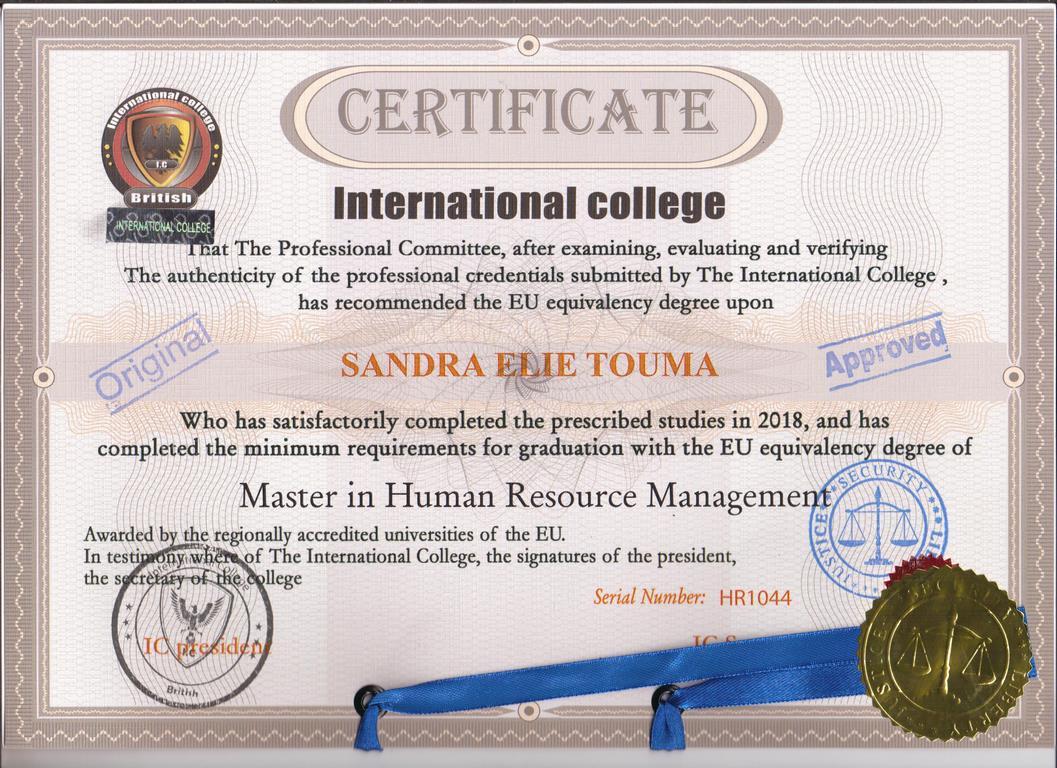 CERTIFICATE
International college
I.C
British
INTERNATIONAL COLLEGE
International college
That The Professional Committee, after examining, evaluating and verifying
The authenticity of the professional credentials submitted by The International College ,
has recommended the EU equivalency degree upon
Original
SANDRA ELIE TOUMA
Approved
Who has satisfactorily completed the prescribed studies in 2018, and has
completed the minimum requirements for graduation with the EU equivalency degree of
Master in Human Resource Management
SECURITY
JUSTICE
Awarded by the regionally accredited universities of the EU.
In testimony where of The International College, the signatures of the president,
the secretary of the college
Serial Number: HR1044
IC president
IC
LIBERTY